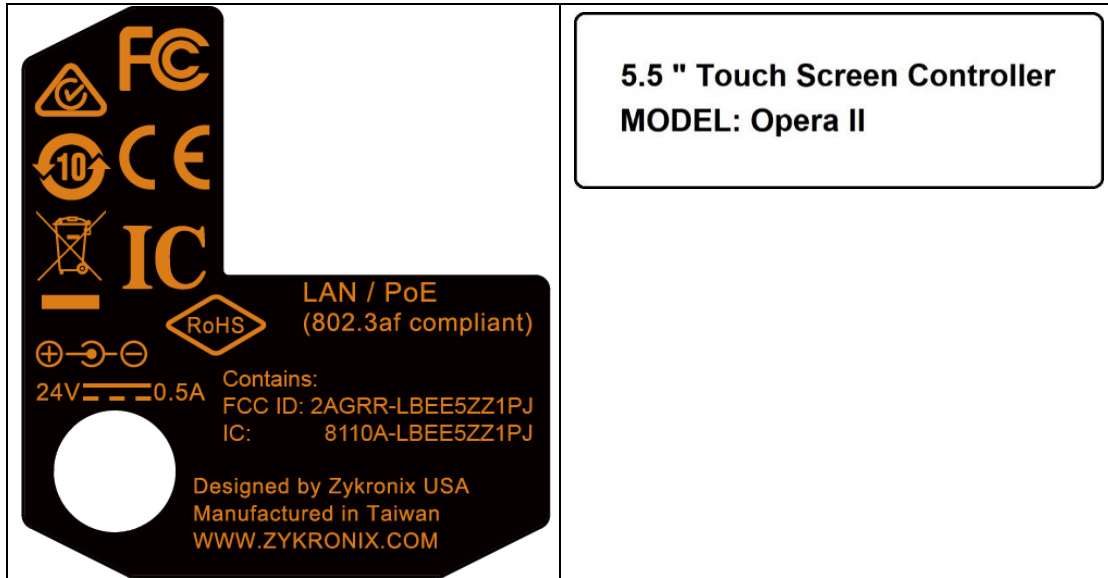 FC
10
CE
IC
RoHS
LAN / PoE
(802.3af compliant)
24V 0.5A
Contains:
FCC ID: 2AGRR-LBEE5ZZ1PJ
IC: 8110A-LBEE5ZZ1PJ
Designed by Zykronix USA
Manufactured in Taiwan
WWW.ZYKRONIX.COM
5.5 " Touch Screen Controller
MODEL: Opera II